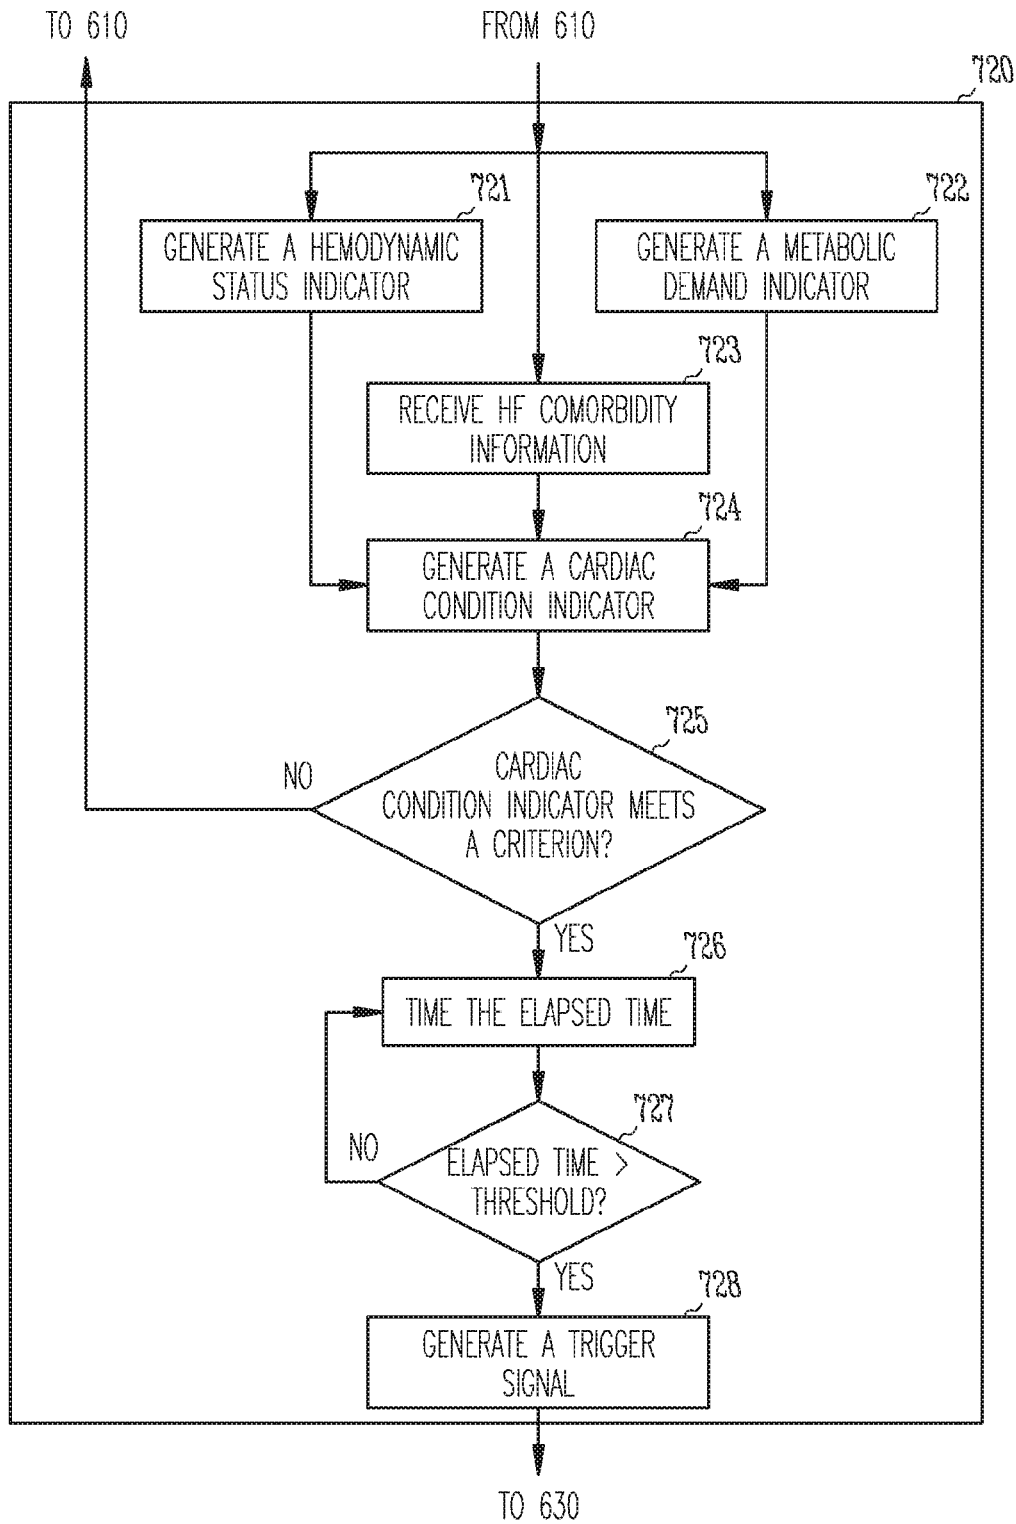 TO 610
FROM 610
720
721
722
GENERATE A HEMODYNAMIC
STATUS INDICATOR
GENERATE A METABOLIC
DEMAND INDICATOR
723
RECEIVE HF COMORBIDITY
INFORMATION
724
GENERATE A CARDIAC
CONDITION INDICATOR
725
NO
CARDIAC
CONDITION INDICATOR MEETS
A CRITERION?
YES
726
TIME THE ELAPSED TIME
727
NO
ELAPSED TIME >
THRESHOLD?
YES
728
GENERATE A TRIGGER
SIGNAL
TO 630